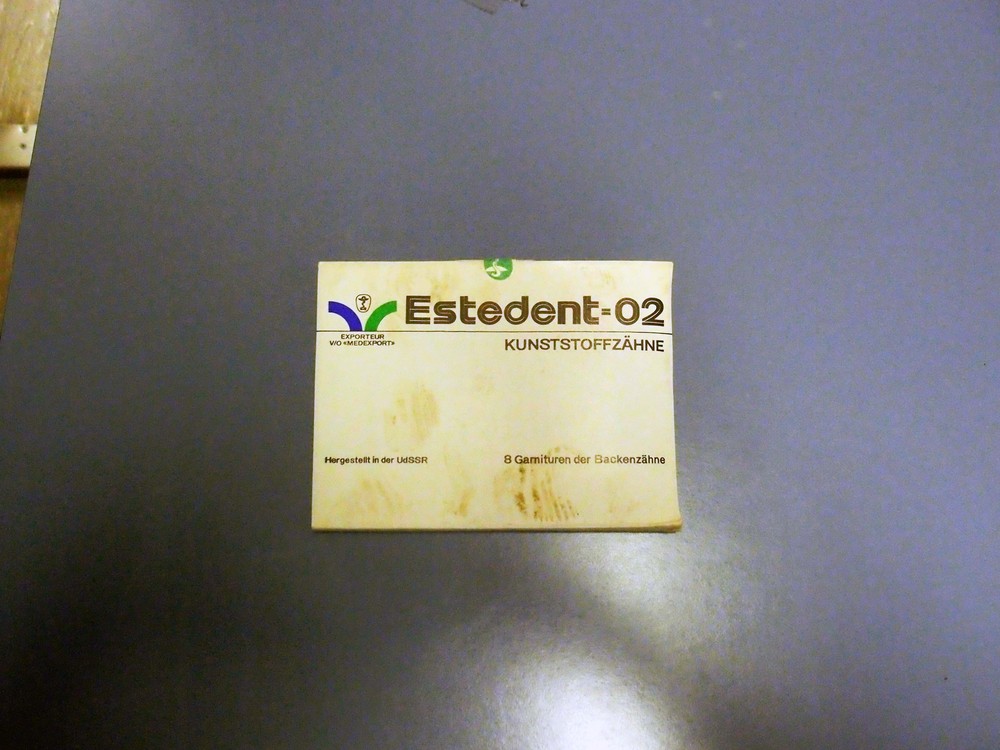 Estedent-02
EXPORTEUR
V/O «MEDEXPORT»
KUNSTSTOFFZÄHNE
Hergestellt in der UdSSR
8 Garnituren der Backenzähne